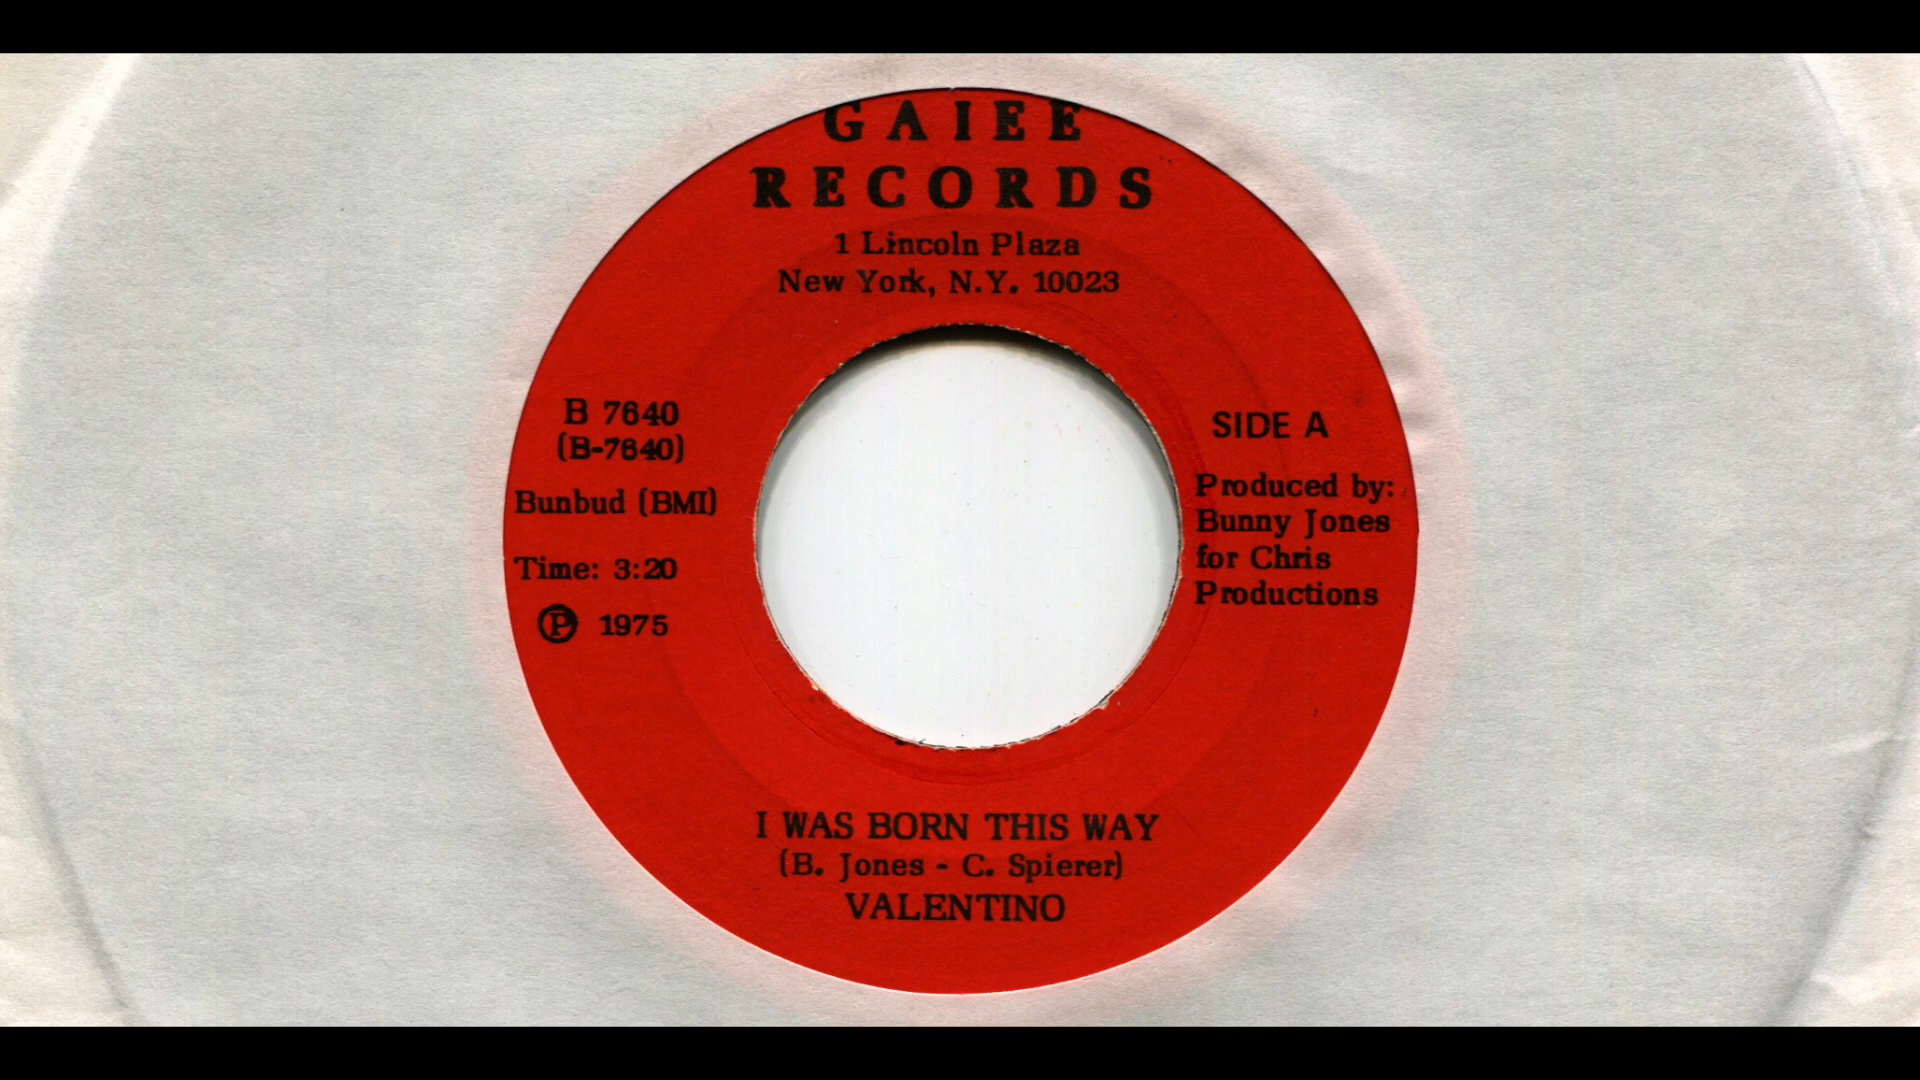 GAIEE
RECORDS
1 Lincoln Plaza
New York, N.Y. 10023
B 7640
(B-7640)
Bunbud (BMI)
Time: 3:20
Ⓟ 1975
SIDE A
Produced by:
Bunny Jones
for Chris
Productions
I WAS BORN THIS WAY
(B. Jones - C. Spierer)
VALENTINO